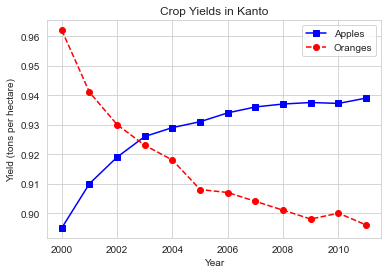 Crop Yields in Kanto
Apples
Oranges
Yield (tons per hectare)
0.96
0.95
0.94
0.93
0.92
0.91
0.90
2000 2002 2004 2006 2008 2010
Year